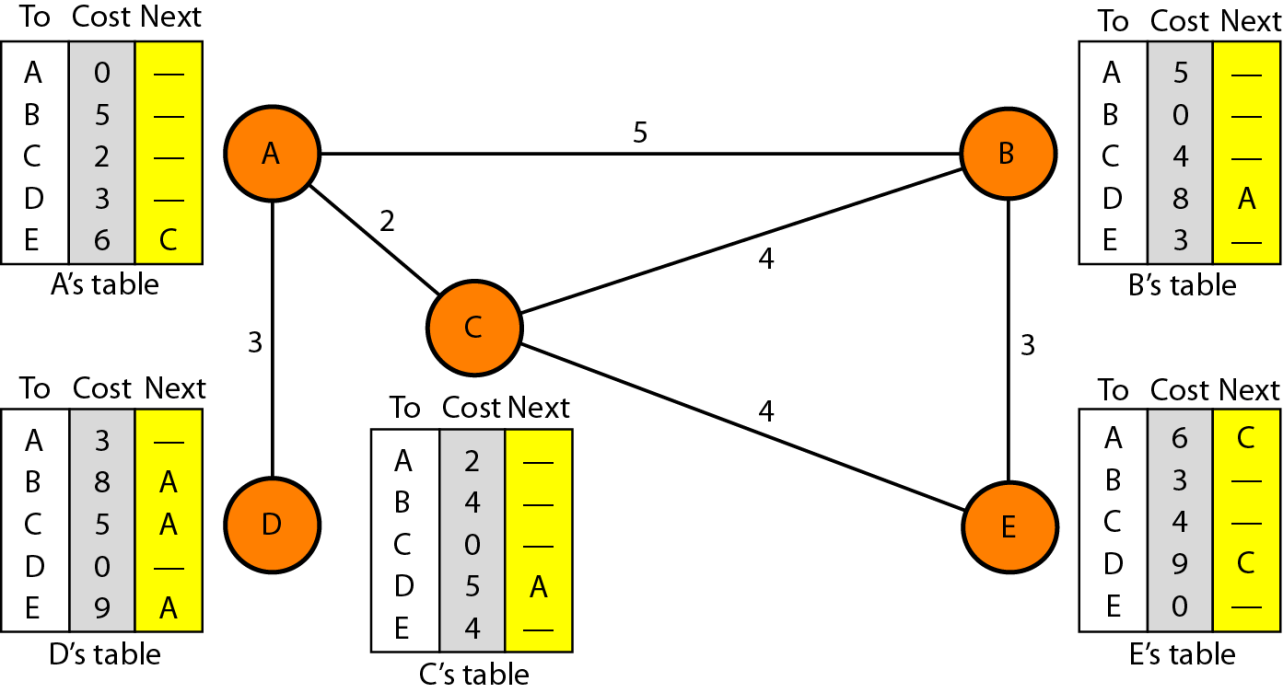 To Cost Next
A 0 —
B 5 —
C 2 —
D 3 —
E 6 C
A's table
To Cost Next
A 5 —
B 0 —
C 4 —
D 8 A
E 3 —
B's table
A
5
B
2
4
C
3
3
4
D
E
To Cost Next
A 3 —
B 8 A
C 5 A
D 0 —
E 9 A
D's table
To Cost Next
A 2 —
B 4 —
C 0 —
D 5 A
E 4 —
C's table
To Cost Next
A 6 C
B 3 —
C 4 —
D 9 C
E 0 —
E's table